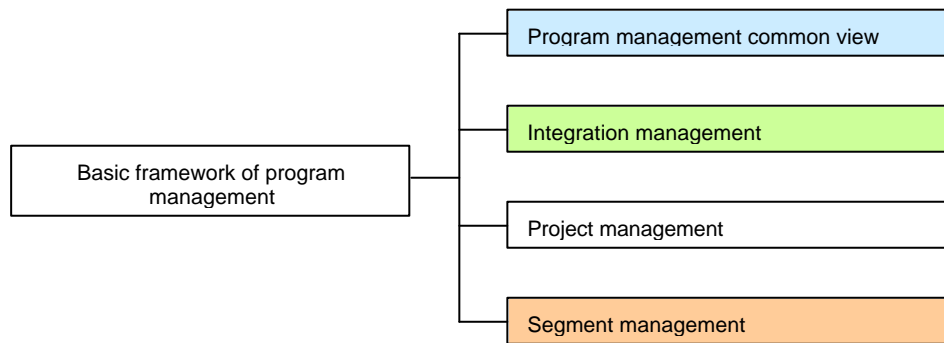 Program management common view
Integration management
Basic framework of program
management
Project management
Segment management